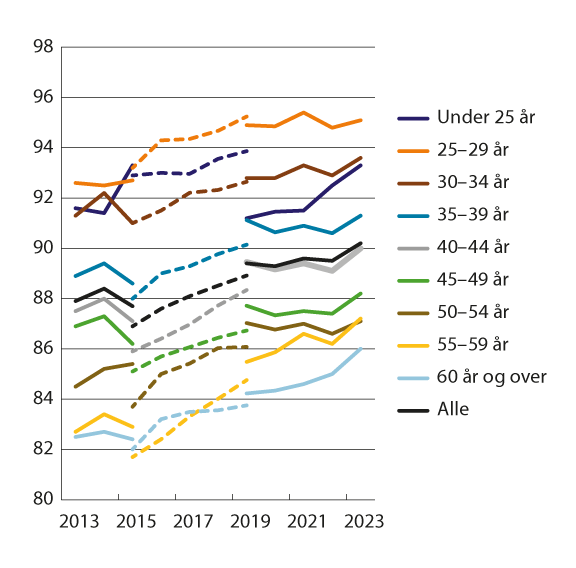 98
96
94
92
90
88
86
84
82
80
2013 2015 2017 2019 2021 2023
Under 25 år
25–29 år
30–34 år
35–39 år
40–44 år
45–49 år
50–54 år
55–59 år
60 år og over
Alle